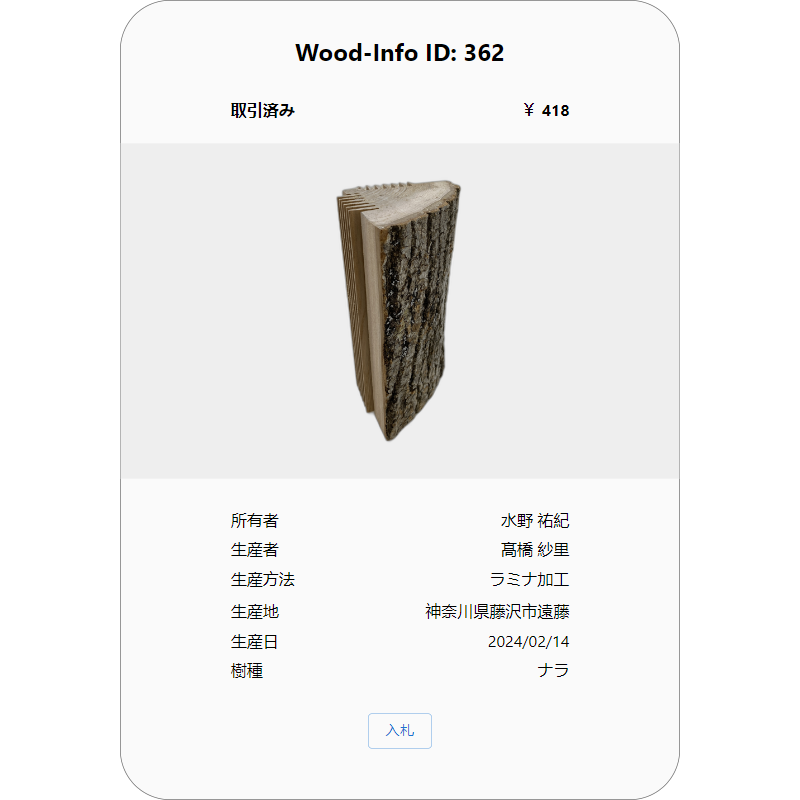 Wood-Info ID: 362
取引済み ￥ 418
所有者 水野 祐紀
生産者 髙橋 紗里
生産方法 ラミナ加工
生産地 神奈川県藤沢市遠藤
生産日 2024/02/14
樹種 ナラ
入札